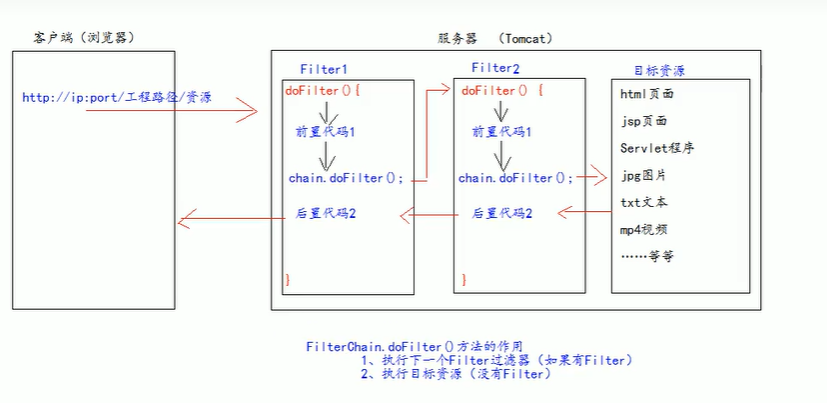 客户端（浏览器）
服务器 （Tomcat）
Filter1
Filter2
目标资源
http://ip:port/工程路径/资源
doFilter(){
前置代码1
chain.doFilter();
后置代码2
}
doFilter() {
前置代码1
chain.doFilter();
后置代码2
}
html页面
jsp页面
Servlet程序
jpg图片
txt文本
mp4视频
……等等
FilterChain.doFilter()方法的作用
1、执行下一个Filter过滤器（如果有Filter）
2、执行目标资源（没有Filter）